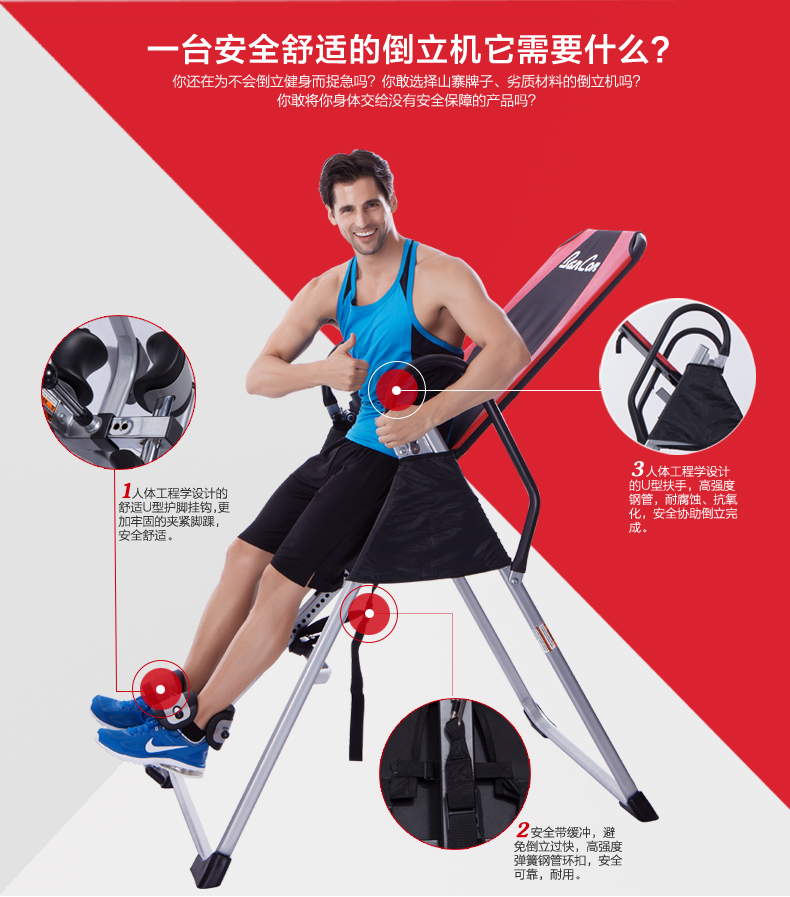 一台安全舒适的倒立机它需要什么?
你还在为不会倒立健身而捉急吗？你敢选择山寨牌子、劣质材料的倒立机吗?
你敢将你身体交给没有安全保障的产品吗?
BenCon
1人体工程学设计的
舒适U型护脚挂钩,更
加牢固的夹紧脚踝，
安全舒适。
3人体工程学设计
的U型扶手，高强度
钢管，耐腐蚀、抗氧
化，安全协助倒立完
成。
2安全带缓冲，避
免倒立过快，高强度
弹簧钢管环扣，安全
可靠，耐用。